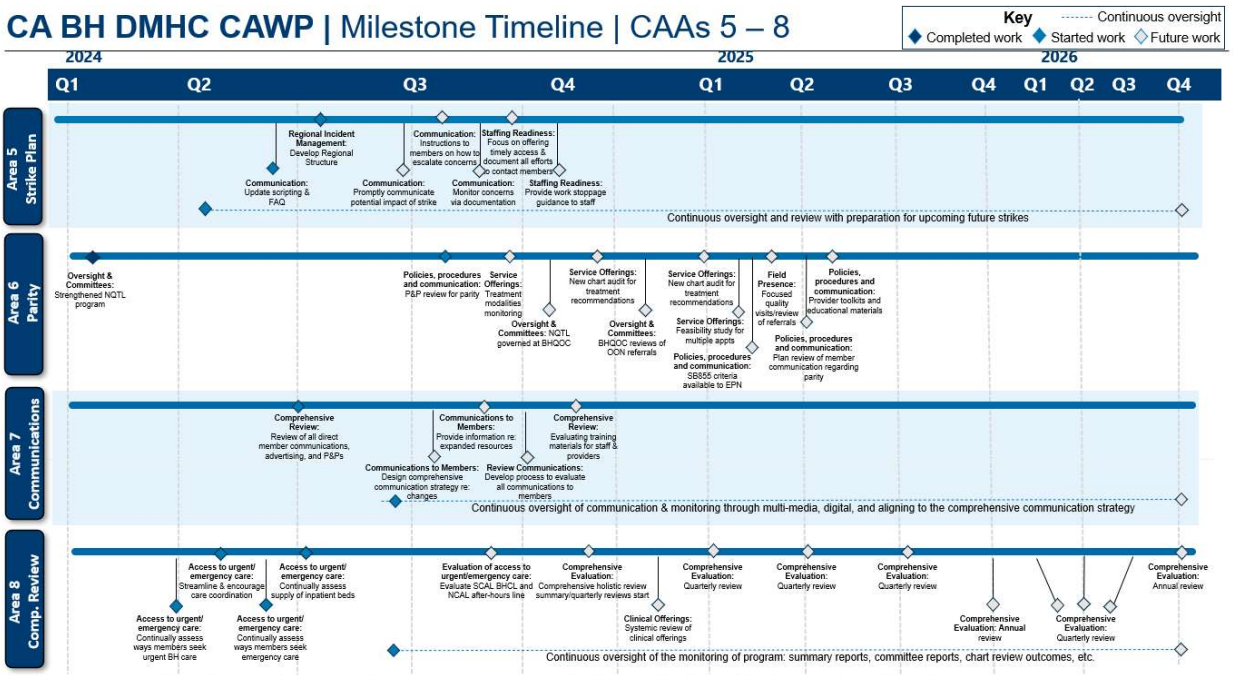 CA BH DMHC CAWP | Milestone Timeline | CAAs 5 – 8
Key
Continuous oversight
Completed work
Started work
Future work
2024
2025
2026
Q1
Q2
Q3
Q4
Q1
Q2
Q3
Q4
Q1
Q2
Q3
Q4
Area 5
Strike Plan
Regional Incident
Management:
Develop Regional
Structure
Communication:
Instructions to
members on how to
escalate concerns
Staffing Readiness:
Focus on offering
timely access &
document all efforts
to contact members
Communication:
Update scripting &
FAQ
Communication:
Promptly communicate
potential impact of strike
Communication:
Monitor concerns
via documentation
Staffing Readiness:
Provide work stoppage
guidance to staff
Continuous oversight and review with preparation for upcoming future strikes
Area 6
Parity
Oversight &
Committees:
Strengthened NQTL
program
Policies, procedures
and communication:
P&P review for parity
Service
Offerings:
Treatment
modalities
monitoring
Oversight &
Committees: NQTL
governed at BHQOC
Service Offerings:
New chart audit for
treatment
recommendations
Oversight &
Committees:
BHQOC reviews of
OON referrals
Service Offerings:
New chart audit for
treatment
recommendations
Service Offerings:
Feasibility study for
multiple appts
Policies, procedures
and communication:
SB855 criteria
available to EPN
Field
Presence:
Focused
quality
visits/review
of referrals
Policies,
procedures and
communication:
Provider toolkits and
educational materials
Policies, procedures
and communication:
Plan review of member
communication regarding
parity
Area 7
Communications
Comprehensive
Review:
Review of all direct
member communications,
advertising, and P&Ps
Communications to
Members:
Provide information re:
expanded resources
Comprehensive
Review:
Evaluating training
materials for staff &
providers
Communications to Members:
Design comprehensive
communication strategy re:
changes
Review Communications:
Develop process to evaluate
all communications to
members
Continuous oversight of communication & monitoring through multi-media, digital, and aligning to the comprehensive communication strategy
Area 8
Comp. Review
Access to urgent/
emergency care:
Streamline & encourage
care coordination
Access to urgent/
emergency care:
Continually assess
supply of inpatient beds
Evaluation of access to
urgent/emergency care:
Evaluate SCAL BHCL and
NCAL after-hours line
Comprehensive
Evaluation:
Comprehensive holistic review
summary/quarterly reviews start
Comprehensive
Evaluation:
Quarterly review
Comprehensive
Evaluation:
Quarterly review
Comprehensive
Evaluation:
Quarterly review
Comprehensive
Evaluation:
Annual review
Access to urgent/
emergency care:
Continually assess
ways members seek
urgent BH care
Access to urgent/
emergency care:
Continually assess
ways members seek
emergency care
Clinical Offerings:
Systemic review of
clinical offerings
Comprehensive
Evaluation: Annual
review
Comprehensive
Evaluation:
Quarterly review
Continuous oversight of the monitoring of program: summary reports, committee reports, chart review outcomes, etc.